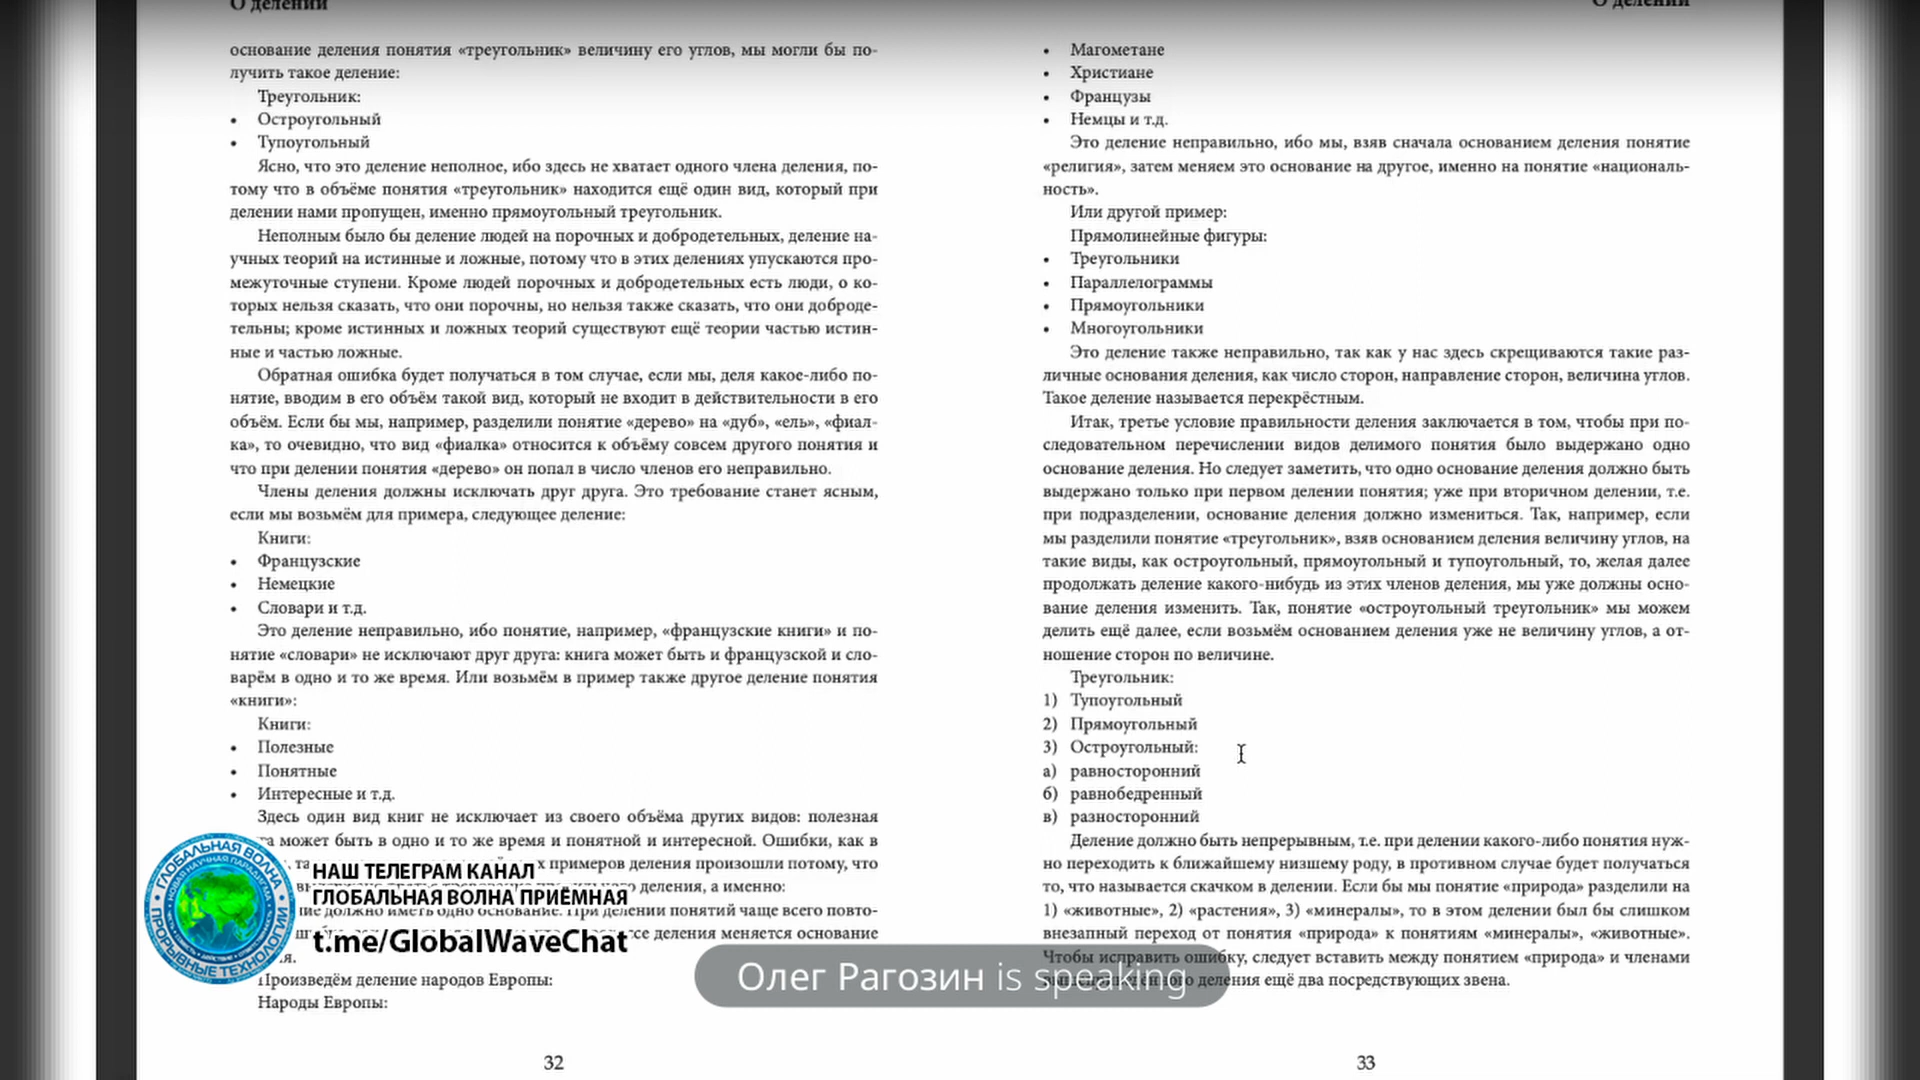 О делении
основание деления понятия «треугольник» величину его углов, мы могли бы по-
лучить такое деление:
Треугольник:
• Остроугольный
• Тупоугольный
Ясно, что это деление неполное, ибо здесь не хватает одного члена деления, по-
тому что в объёме понятия «треугольник» находится ещё один вид, который при
делении нами пропущен, именно прямоугольный треугольник.
Неполным было бы деление людей на порочных и добродетельных, деление на-
учных теорий на истинные и ложные, потому что в этих делениях упускаются про-
межуточные ступени. Кроме людей порочных и добродетельных есть люди, о ко-
торых нельзя сказать, что они порочны, но нельзя также сказать, что они доброде-
тельны; кроме истинных и ложных теорий существуют ещё теории частью истин-
ные и частью ложные.
Обратная ошибка будет получаться в том случае, если мы, деля какое-либо по-
нятие, вводим в его объём такой вид, который не входит в действительности в его
объём. Если бы мы, например, разделили понятие «дерево» на «дуб», «ель», «фиал-
ка», то очевидно, что вид «фиалка» относится к объёму совсем другого понятия и
что при делении понятия «дерево» он попал в число членов его неправильно.
Члены деления должны исключать друг друга. Это требование станет ясным,
если мы возьмём для примера, следующее деление:
Книги:
• Французские
• Немецкие
• Словари и т.д.
Это деление неправильно, ибо понятие, например, «французские книги» и по-
нятие «словари» не исключают друг друга: книга может быть и французской и сло-
варём в одно и то же время. Или возьмём в пример также другое деление понятия
«книги»:
Книги:
• Полезные
• Понятные
• Интересные и т.д.
Здесь один вид книг не исключает из своего объёма других видов: полезная
может быть в одно и то же время и понятной и интересной. Ошибки, как в
примеров деления произошли потому, что
деления, а именно:
должно иметь одно основание. При делении понятий чаще всего повто-
деления меняется основание
Произведём деление народов Европы:
Народы Европы:
32
О делении
• Магометане
• Христиане
• Французы
• Немцы и т.д.
Это деление неправильно, ибо мы, взяв сначала основанием деления понятие
«религия», затем меняем это основание на другое, именно на понятие «националь-
ность».
Или другой пример:
Прямолинейные фигуры:
• Треугольники
• Параллелограммы
• Прямоугольники
• Многоугольники
Это деление также неправильно, так как у нас здесь скрещиваются такие раз-
личные основания деления, как число сторон, направление сторон, величина углов.
Такое деление называется перекрёстным.
Итак, третье условие правильности деления заключается в том, чтобы при по-
следовательном перечислении видов делимого понятия было выдержано одно
основание деления. Но следует заметить, что одно основание деления должно быть
выдержано только при первом делении понятия; уже при вторичном делении, т.е.
при подразделении, основание деления должно измениться. Так, например, если
мы разделили понятие «треугольник», взяв основанием деления величину углов, на
такие виды, как остроугольный, прямоугольный и тупоугольный, то, желая далее
продолжать деление какого-нибудь из этих членов деления, мы уже должны осно-
вание деления изменить. Так, понятие «остроугольный треугольник» мы можем
делить ещё далее, если возьмём основанием деления уже не величину углов, а от-
ношение сторон по величине.
Треугольник:
1) Тупоугольный
2) Прямоугольный
3) Остроугольный:
а) равносторонний
б) равнобедренный
в) разносторонний
Деление должно быть непрерывным, т.е. при делении какого-либо понятия нуж-
но переходить к ближайшему низшему роду, в противном случае будет получаться
то, что называется скачком в делении. Если бы мы понятие «природа» разделили на
1) «животные», 2) «растения», 3) «минералы», то в этом делении был бы слишком
внезапный переход от понятия «природа» к понятиям «минералы», «животные».
Чтобы исправить ошибку, следует вставить между понятием «природа» и членами
деления ещё два посредствующих звена.
33
ГЛОБАЛЬНАЯ ВОЛНА
НОВАЯ НАУЧНАЯ ПАРАДИГМА
ПРОРЫВНЫЕ ТЕХНОЛОГИИ
НАШ ТЕЛЕГРАМ КАНАЛ
ГЛОБАЛЬНАЯ ВОЛНА ПРИЁМНАЯ
t.me/GlobalWaveChat
Олег Рагозин is speaking